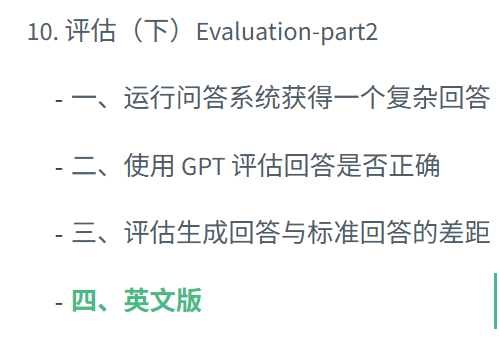 10. 评估（下）Evaluation-part2
- 一、运行问答系统获得一个复杂回答
- 二、使用 GPT 评估回答是否正确
- 三、评估生成回答与标准回答的差距
- 四、英文版